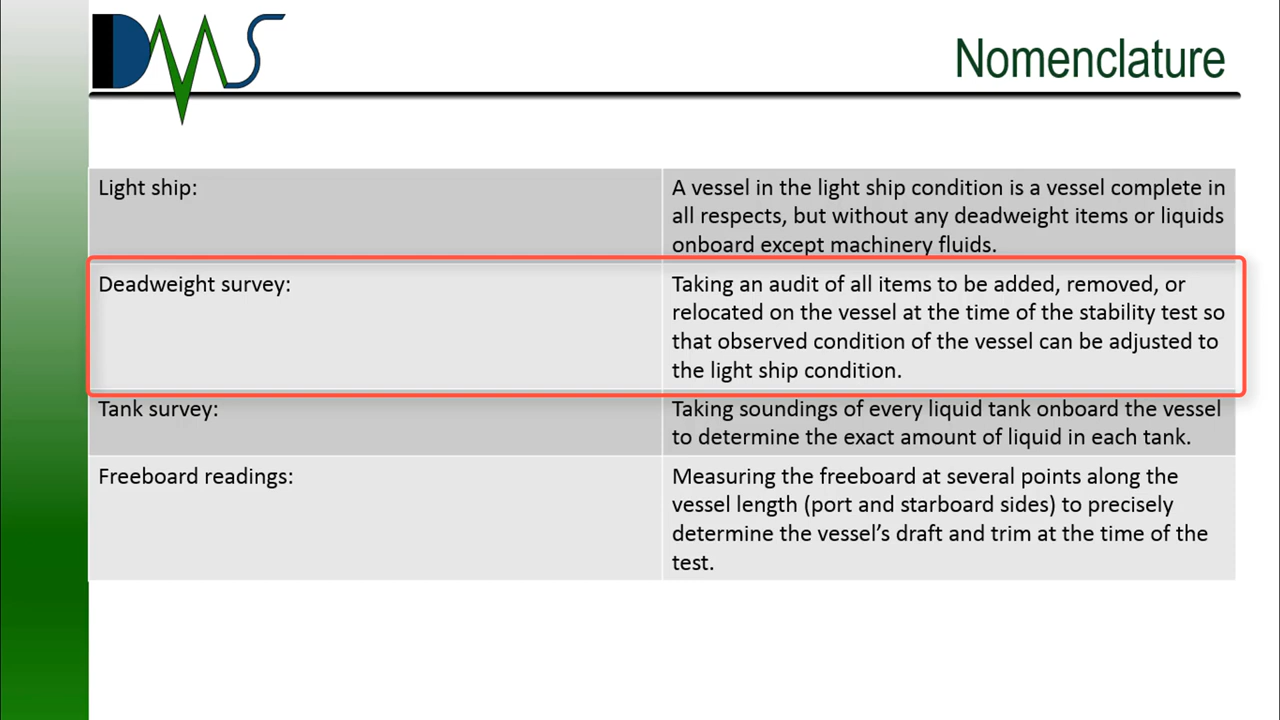 DMS
Nomenclature
Light ship:
A vessel in the light ship condition is a vessel complete in
all respects, but without any deadweight items or liquids
onboard except machinery fluids.
Deadweight survey:
Taking an audit of all items to be added, removed, or
relocated on the vessel at the time of the stability test so
that observed condition of the vessel can be adjusted to
the light ship condition.
Tank survey:
Taking soundings of every liquid tank onboard the vessel
to determine the exact amount of liquid in each tank.
Freeboard readings:
Measuring the freeboard at several points along the
vessel length (port and starboard sides) to precisely
determine the vessel’s draft and trim at the time of the
test.